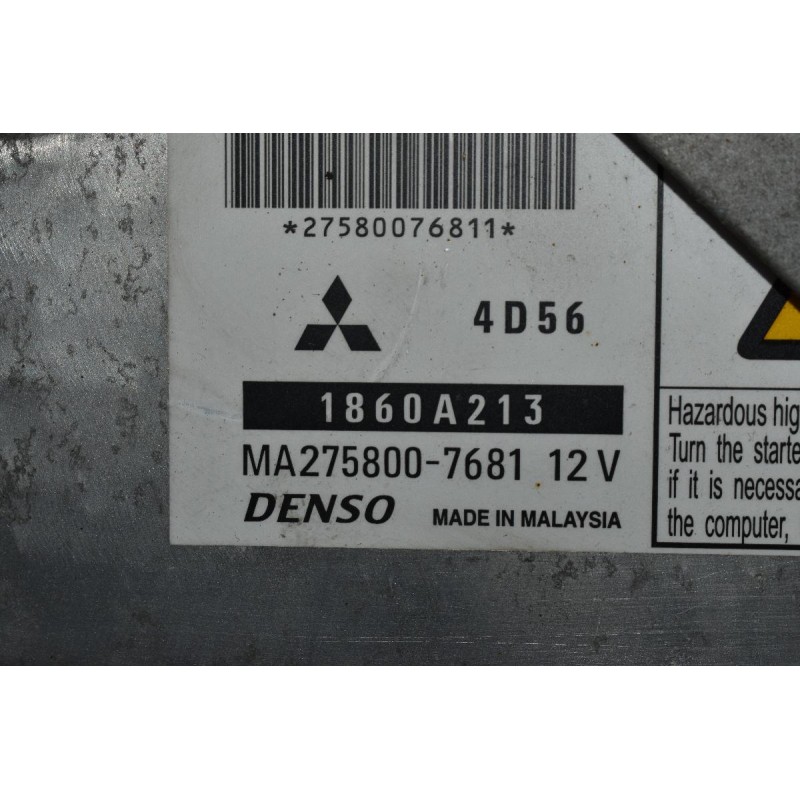 *27580076811*
4D56
1860A213
MA275800-7681 12V
DENSO MADE IN MALAYSIA
Hazardous hig
Turn the starte
if it is necessa
the computer,